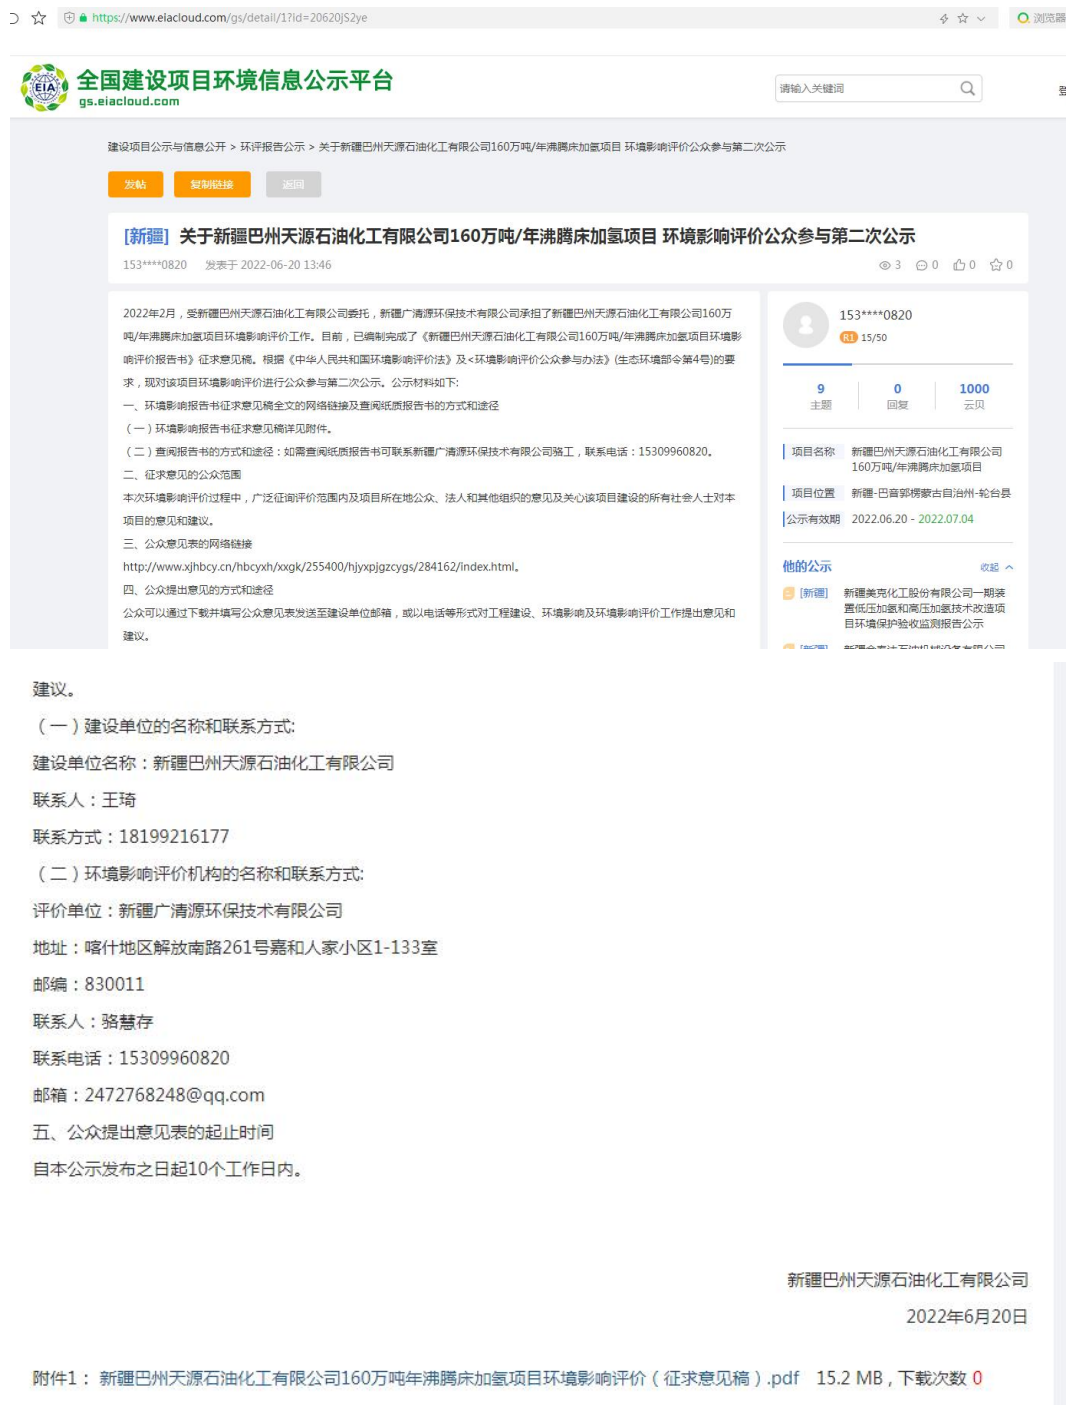 https://www.eiacloud.com/gs/detail/1?id=20620JS2ye
浏览器
EIA
全国建设项目环境信息公示平台
gs.eiacloud.com
请输入关键词
建设项目公示与信息公开 > 环评报告公示 > 关于新疆巴州天源石油化工有限公司160万吨/年沸腾床加氢项目 环境影响评价公众参与第二次公示
发帖 复制链接 返回
[新疆] 关于新疆巴州天源石油化工有限公司160万吨/年沸腾床加氢项目 环境影响评价公众参与第二次公示
153****0820 发表于 2022-06-20 13:46 3 0 0 0
2022年2月，受新疆巴州天源石油化工有限公司委托，新疆广清源环保技术有限公司承担了新疆巴州天源石油化工有限公司160万
吨/年沸腾床加氢项目环境影响评价工作。目前，已编制完成了《新疆巴州天源石油化工有限公司160万吨/年沸腾床加氢项目环境影
响评价报告书》征求意见稿。根据《中华人民共和国环境影响评价法》及<环境影响评价公众参与办法》(生态环境部令第4号)的要
求，现对该项目环境影响评价进行公众参与第二次公示。公示材料如下:
一、环境影响报告书征求意见稿全文的网络链接及查阅纸质报告书的方式和途径
（一）环境影响报告书征求意见稿详见附件。
（二）查阅报告书的方式和途径：如需查阅纸质报告书可联系新疆广清源环保技术有限公司骆工，联系电话：15309960820。
二、征求意见的公众范围
本次环境影响评价过程中，广泛征询评价范围内及项目所在地公众、法人和其他组织的意见及关心该项目建设的所有社会人士对本
项目的意见和建议。
三、公众意见表的网络链接
http://www.xjhbcy.cn/hbcyxh/xxgk/255400/hjyxpjgzcygs/284162/index.html。
四、公众提出意见的方式和途径
公众可以通过下载并填写公众意见表发送至建设单位邮箱，或以电话等形式对工程建设、环境影响及环境影响评价工作提出意见和
建议。
153****0820
R1 15/50
9 0 1000
主题 回复 云贝
项目名称 新疆巴州天源石油化工有限公司
160万吨/年沸腾床加氢项目
项目位置 新疆-巴音郭楞蒙古自治州-轮台县
公示有效期 2022.06.20 - 2022.07.04
他的公示 收起
[新疆] 新疆美克化工股份有限公司一期装
置低压加氢和高压加氢技术改造项
目环境保护验收监测报告公示
建议。
（一）建设单位的名称和联系方式:
建设单位名称：新疆巴州天源石油化工有限公司
联系人：王琦
联系方式：18199216177
（二）环境影响评价机构的名称和联系方式:
评价单位：新疆广清源环保技术有限公司
地址：喀什地区解放南路261号嘉和人家小区1-133室
邮编：830011
联系人：骆慧存
联系电话：15309960820
邮箱：2472768248@qq.com
五、公众提出意见表的起止时间
自本公示发布之日起10个工作日内。
新疆巴州天源石油化工有限公司
2022年6月20日
附件1： 新疆巴州天源石油化工有限公司160万吨年沸腾床加氢项目环境影响评价（征求意见稿）.pdf 15.2 MB , 下载次数 0